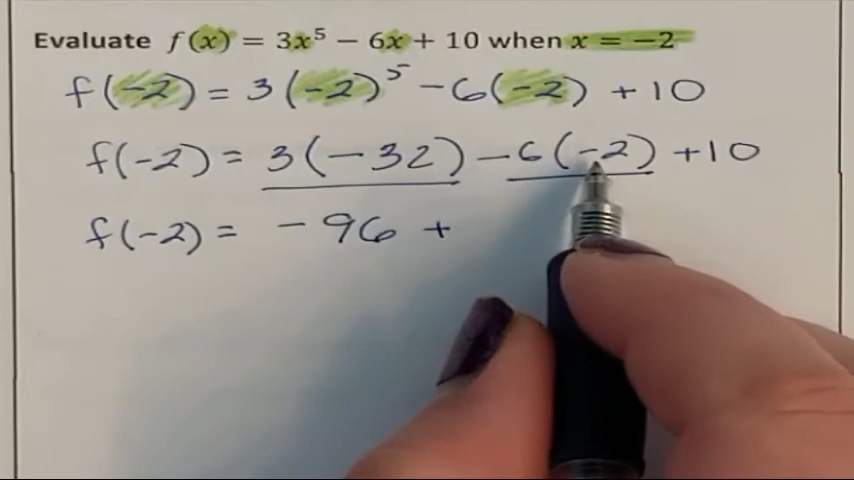 Evaluate f(x) = 3x⁵ − 6x + 10 when x = −2
f(-2) = 3(-2)⁵ -6(-2) +10
f(-2) = 3(-32) -6(-2) +10
f(-2) = -96 +